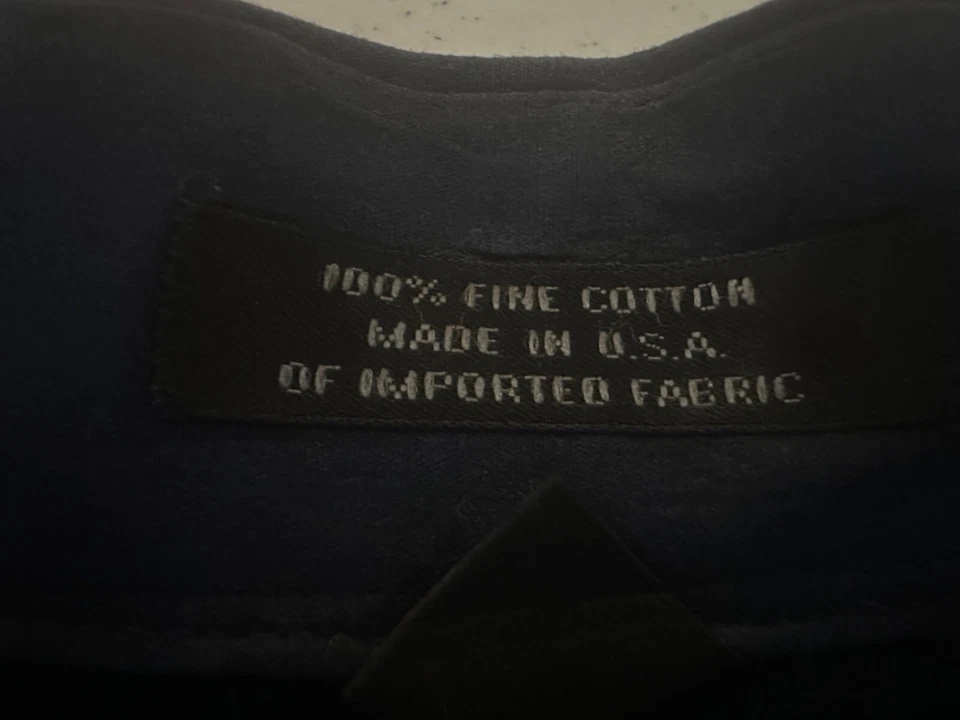 100% FINE COTTON
MADE IN U.S.A.
OF IMPORTED FABRIC